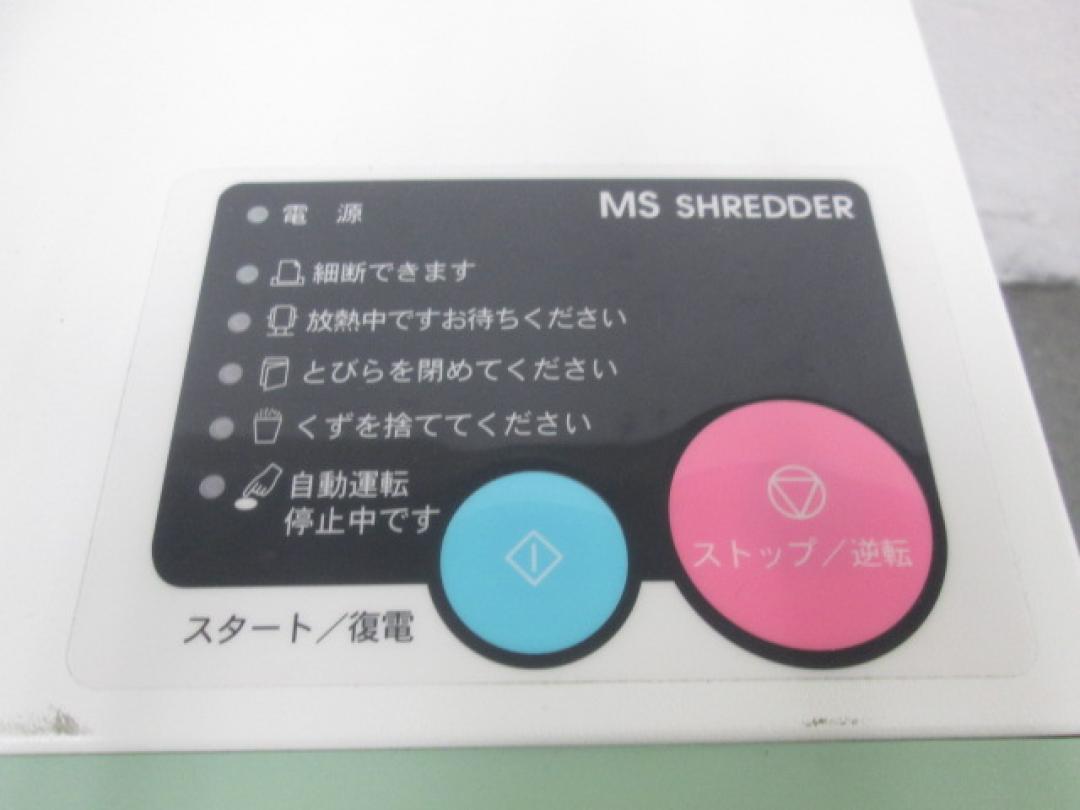 MS SHREDDER
電 源
細断できます
放熱中ですお待ちください
とびらを閉めてください
くずを捨ててください
自動運転
停止中です
ストップ／逆転
スタート／復電